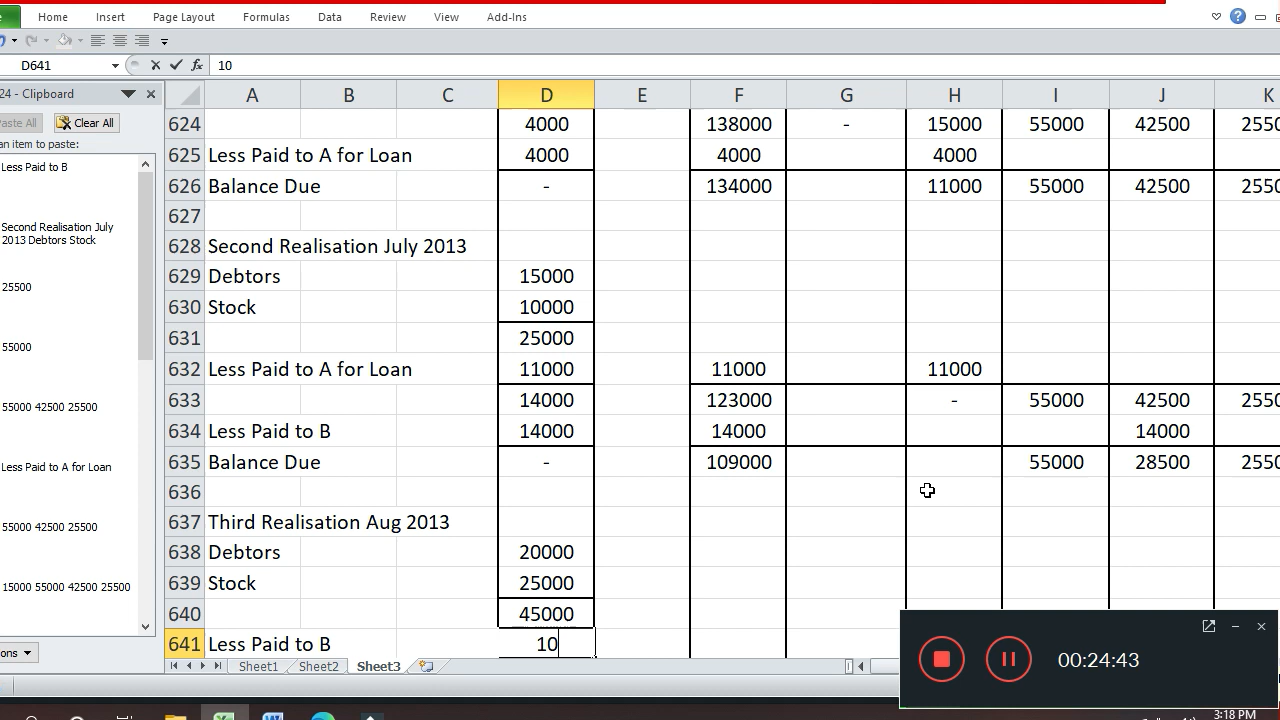 Home Insert Page Layout Formulas Data Review View Add-Ins
D641 fx 10
24 - Clipboard
Paste All Clear All
an item to paste:
Less Paid to B
Second Realisation July
2013 Debtors Stock
25500
55000
55000 42500 25500
Less Paid to A for Loan
55000 42500 25500
15000 55000 42500 25500
A B C D E F G H I J K
624 4000 138000 - 15000 55000 42500 2550
625 Less Paid to A for Loan 4000 4000 4000
626 Balance Due - 134000 11000 55000 42500 2550
627
628 Second Realisation July 2013
629 Debtors 15000
630 Stock 10000
631 25000
632 Less Paid to A for Loan 11000 11000 11000
633 14000 123000 - 55000 42500 2550
634 Less Paid to B 14000 14000 14000
635 Balance Due - 109000 55000 28500 2550
636
637 Third Realisation Aug 2013
638 Debtors 20000
639 Stock 25000
640 45000
641 Less Paid to B 10
Sheet1 Sheet2 Sheet3
00:24:43
3:18 PM